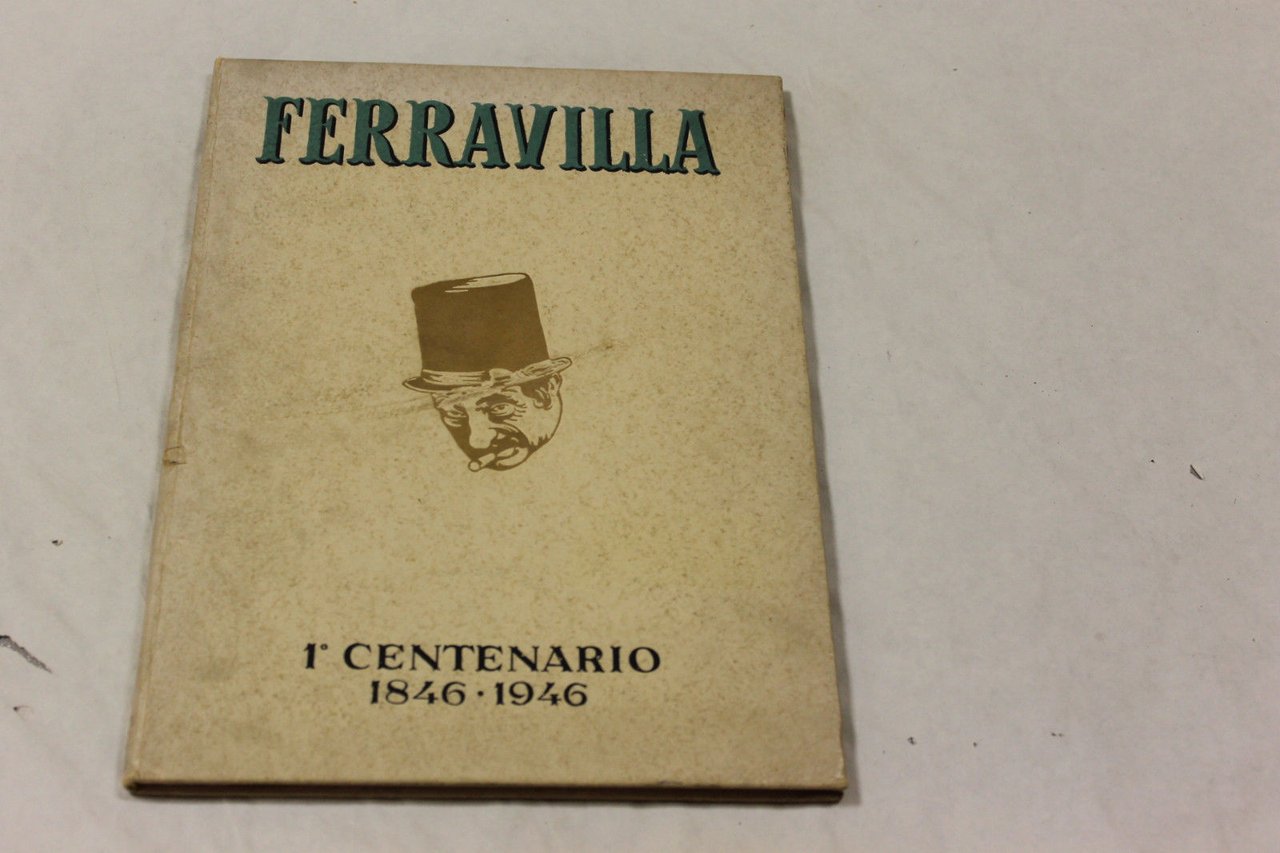 FERRAVILLA
1° CENTENARIO
1846 · 1946